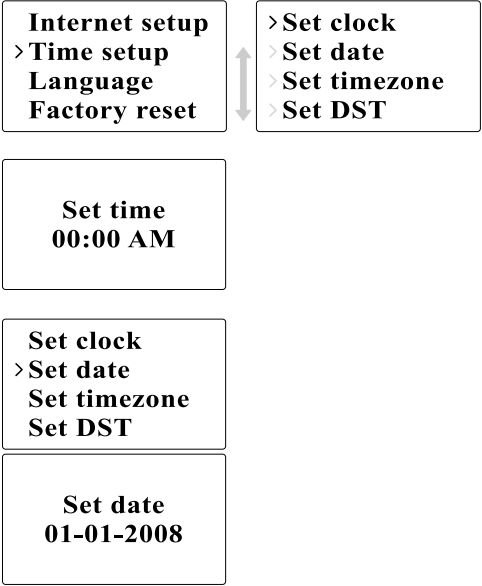 Internet setup
>Time setup
Language
Factory reset
>Set clock
>Set date
>Set timezone
>Set DST
Set time
00:00 AM
Set clock
>Set date
Set timezone
Set DST
Set date
01-01-2008